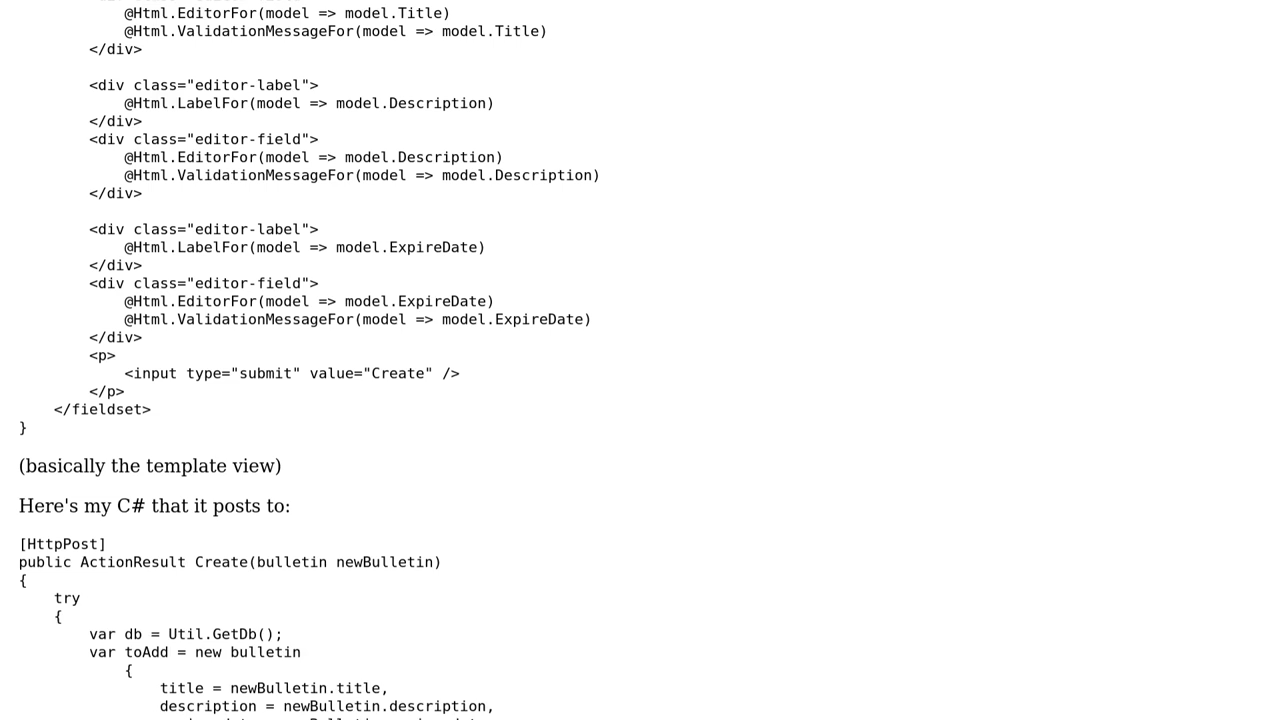 @Html.EditorFor(model => model.Title)
@Html.ValidationMessageFor(model => model.Title)
</div>
<div class="editor-label">
@Html.LabelFor(model => model.Description)
</div>
<div class="editor-field">
@Html.EditorFor(model => model.Description)
@Html.ValidationMessageFor(model => model.Description)
</div>
<div class="editor-label">
@Html.LabelFor(model => model.ExpireDate)
</div>
<div class="editor-field">
@Html.EditorFor(model => model.ExpireDate)
@Html.ValidationMessageFor(model => model.ExpireDate)
</div>
<p>
<input type="submit" value="Create" />
</p>
</fieldset>
}
(basically the template view)
Here's my C# that it posts to:
[HttpPost]
public ActionResult Create(bulletin newBulletin)
{
try
{
var db = Util.GetDb();
var toAdd = new bulletin
{
title = newBulletin.title,
description = newBulletin.description,